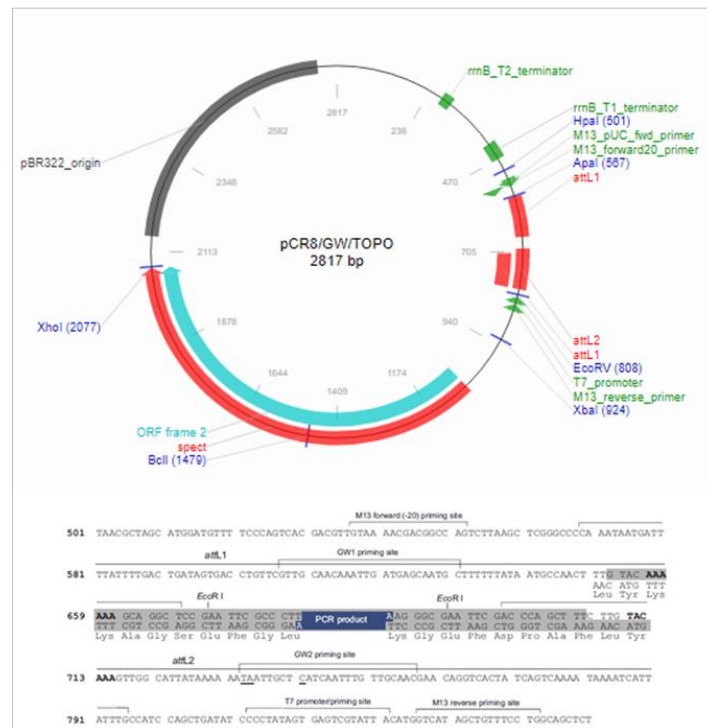 rrnB_T2_terminator
2817
236
2582
rrnB_T1_terminator
HpaI (501)
M13_pUC_fwd_primer
M13_forward20_primer
ApaI (567)
attL1
pBR322_origin
2348
470
pCR8/GW/TOPO
2817 bp
2113
705
XhoI (2077)
1878
940
attL2
attL1
EcoRV (808)
T7_promoter
M13_reverse_primer
XbaI (924)
1644
1174
1409
ORF frame 2
spect
BclI (1479)
M13 forward (-20) priming site
501 TAACGCTAGC ATGGATGTTT TCCCAGTCAC GACGTTGTAA AACGACGGCC AGTCTTAAGC TCGGGCCCCA AATAATGATT
attL1 GW1 priming site
581 TTATTTTGAC TGATAGTGAC CTGTTCGTTG CAACAAATTG ATGAGCAATG CTTTTTTATA ATGCCAACTT TGTACAAA
AAC ATG TTT
Leu Tyr Lys
EcoR I EcoR I
659 AAA GCA GGC T CC GAA TTC GCC CTT PCR product AAG GGC GAA TTC GAC CCA GCT TTC TTG TAC
TTT CGT CCG AGG CTT AAG CGG GAA TTC CCG CTT AAG CTG GGT CGA AAG AAC ATG
Lys Ala Gly Ser Glu Phe Gly Leu Lys Gly Glu Phe Asp Pro Ala Phe Leu Tyr
attL2 GW2 priming site
713 AAAGTTGG CATTATAAAA AATAATTGCT CATCAATTTG TTGCAACGAA CAGGTCACTA TCAGTCAAAA TAAAATCATT
T7 promoter/priming site M13 reverse priming site
791 ATTTGCCATC CAGCTGATAT CCCCTATAGT GAGTCGTATT ACATGGTCAT AGCTGTTTCC TGGCAGCTCT